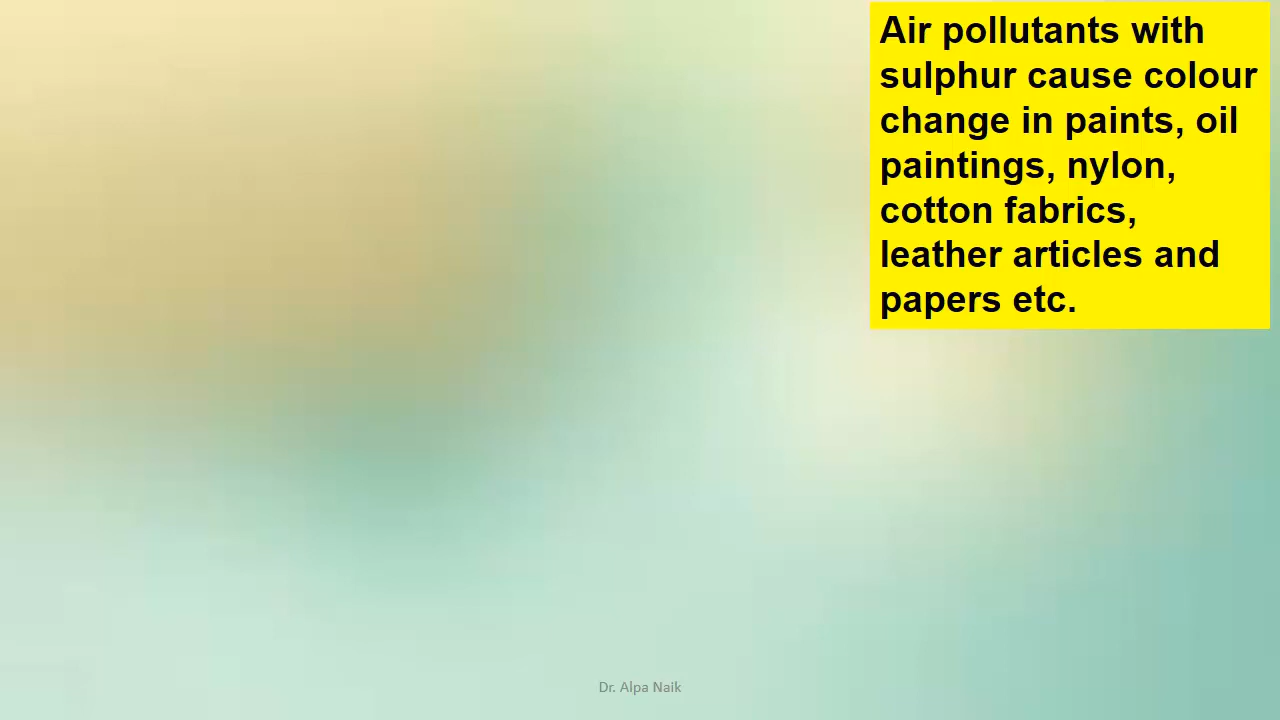 Air pollutants with
sulphur cause colour
change in paints, oil
paintings, nylon,
cotton fabrics,
leather articles and
papers etc.
Dr. Alpa Naik